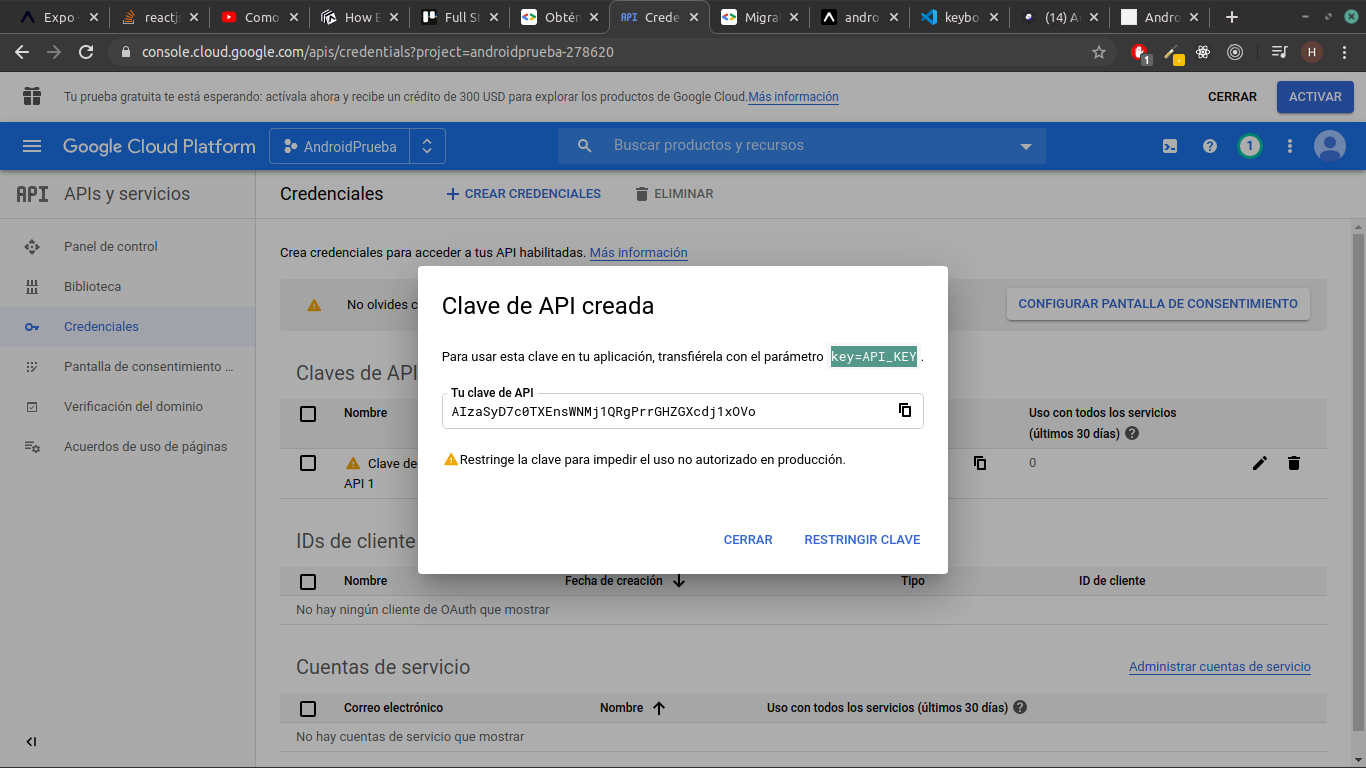 Expo -
reactj
Como
How E
Full S
Obtén
Crede
Migra
andro
keybo
(14) A
Andro
console.cloud.google.com/apis/credentials?project=androidprueba-278620
1
H
Tu prueba gratuita te está esperando: actívala ahora y recibe un crédito de 300 USD para explorar los productos de Google Cloud. Más información
CERRAR
ACTIVAR
Google Cloud Platform
AndroidPrueba
Buscar productos y recursos
1
API APIs y servicios
Credenciales
+ CREAR CREDENCIALES
ELIMINAR
Panel de control
Biblioteca
Credenciales
Pantalla de consentimiento ...
Verificación del dominio
Acuerdos de uso de páginas
Crea credenciales para acceder a tus API habilitadas. Más información
No olvides c
CONFIGURAR PANTALLA DE CONSENTIMIENTO
Claves de API
Nombre
Uso con todos los servicios
(últimos 30 días)
Clave de
API 1
0
Clave de API creada
Para usar esta clave en tu aplicación, transfiérela con el parámetro key=API_KEY .
Tu clave de API
AIzaSyD7c0TXEnsWNMj1QRgPrrGHZGXcdj1xOVo
Restringe la clave para impedir el uso no autorizado en producción.
CERRAR
RESTRINGIR CLAVE
IDs de cliente
Nombre
Fecha de creación
Tipo
ID de cliente
No hay ningún cliente de OAuth que mostrar
Cuentas de servicio
Administrar cuentas de servicio
Correo electrónico
Nombre
Uso con todos los servicios (últimos 30 días)
No hay cuentas de servicio que mostrar